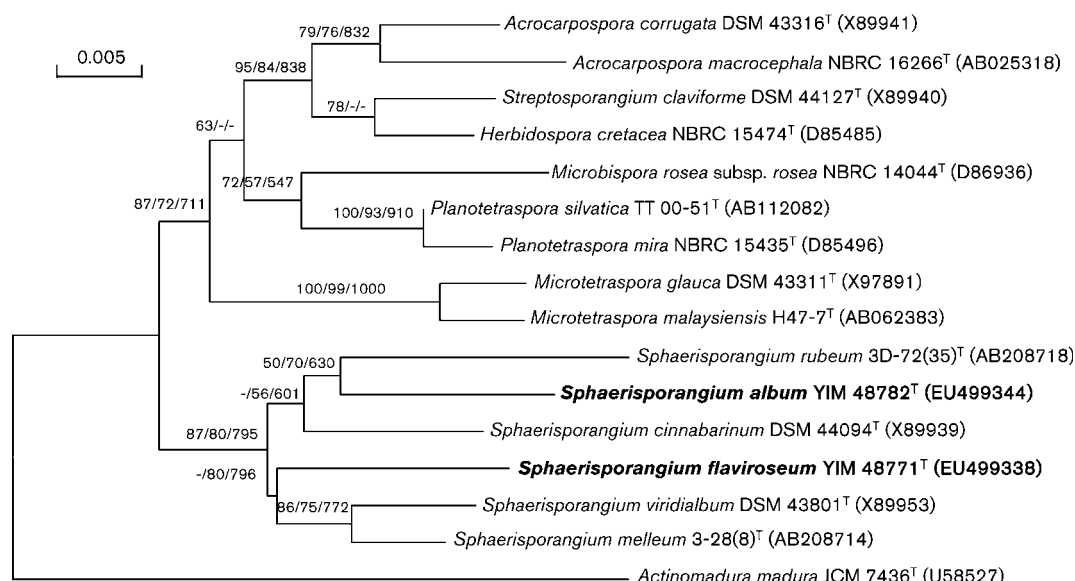 Acrocarpospora corrugata DSM 43316T (X89941)
79/76/832
0.005
Acrocarpospora macrocephala NBRC 16266T (AB025318)
95/84/838
Streptosporangium claviforme DSM 44127T (X89940)
78/-/-
63/-/-
Herbidospora cretacea NBRC 15474T (D85485)
Microbispora rosea subsp. rosea NBRC 14044T (D86936)
72/57/547
87/72/711
100/93/910
Planotetraspora silvatica TT 00-51T (AB112082)
Planotetraspora mira NBRC 15435T (D85496)
Microtetraspora glauca DSM 43311T (X97891)
100/99/1000
Microtetraspora malaysiensis H47-7T (AB062383)
Sphaerisporangium rubeum 3D-72(35)T (AB208718)
50/70/630
-/56/601
Sphaerisporangium album YIM 48782T (EU499344)
87/80/795
Sphaerisporangium cinnabarinum DSM 44094T (X89939)
-/80/796
Sphaerisporangium flaviroseum YIM 48771T (EU499338)
86/75/772
Sphaerisporangium viridialbum DSM 43801T (X89953)
Sphaerisporangium melleum 3-28(8)T (AB208714)
Actinomadura madura JCM 7436T (U58527)